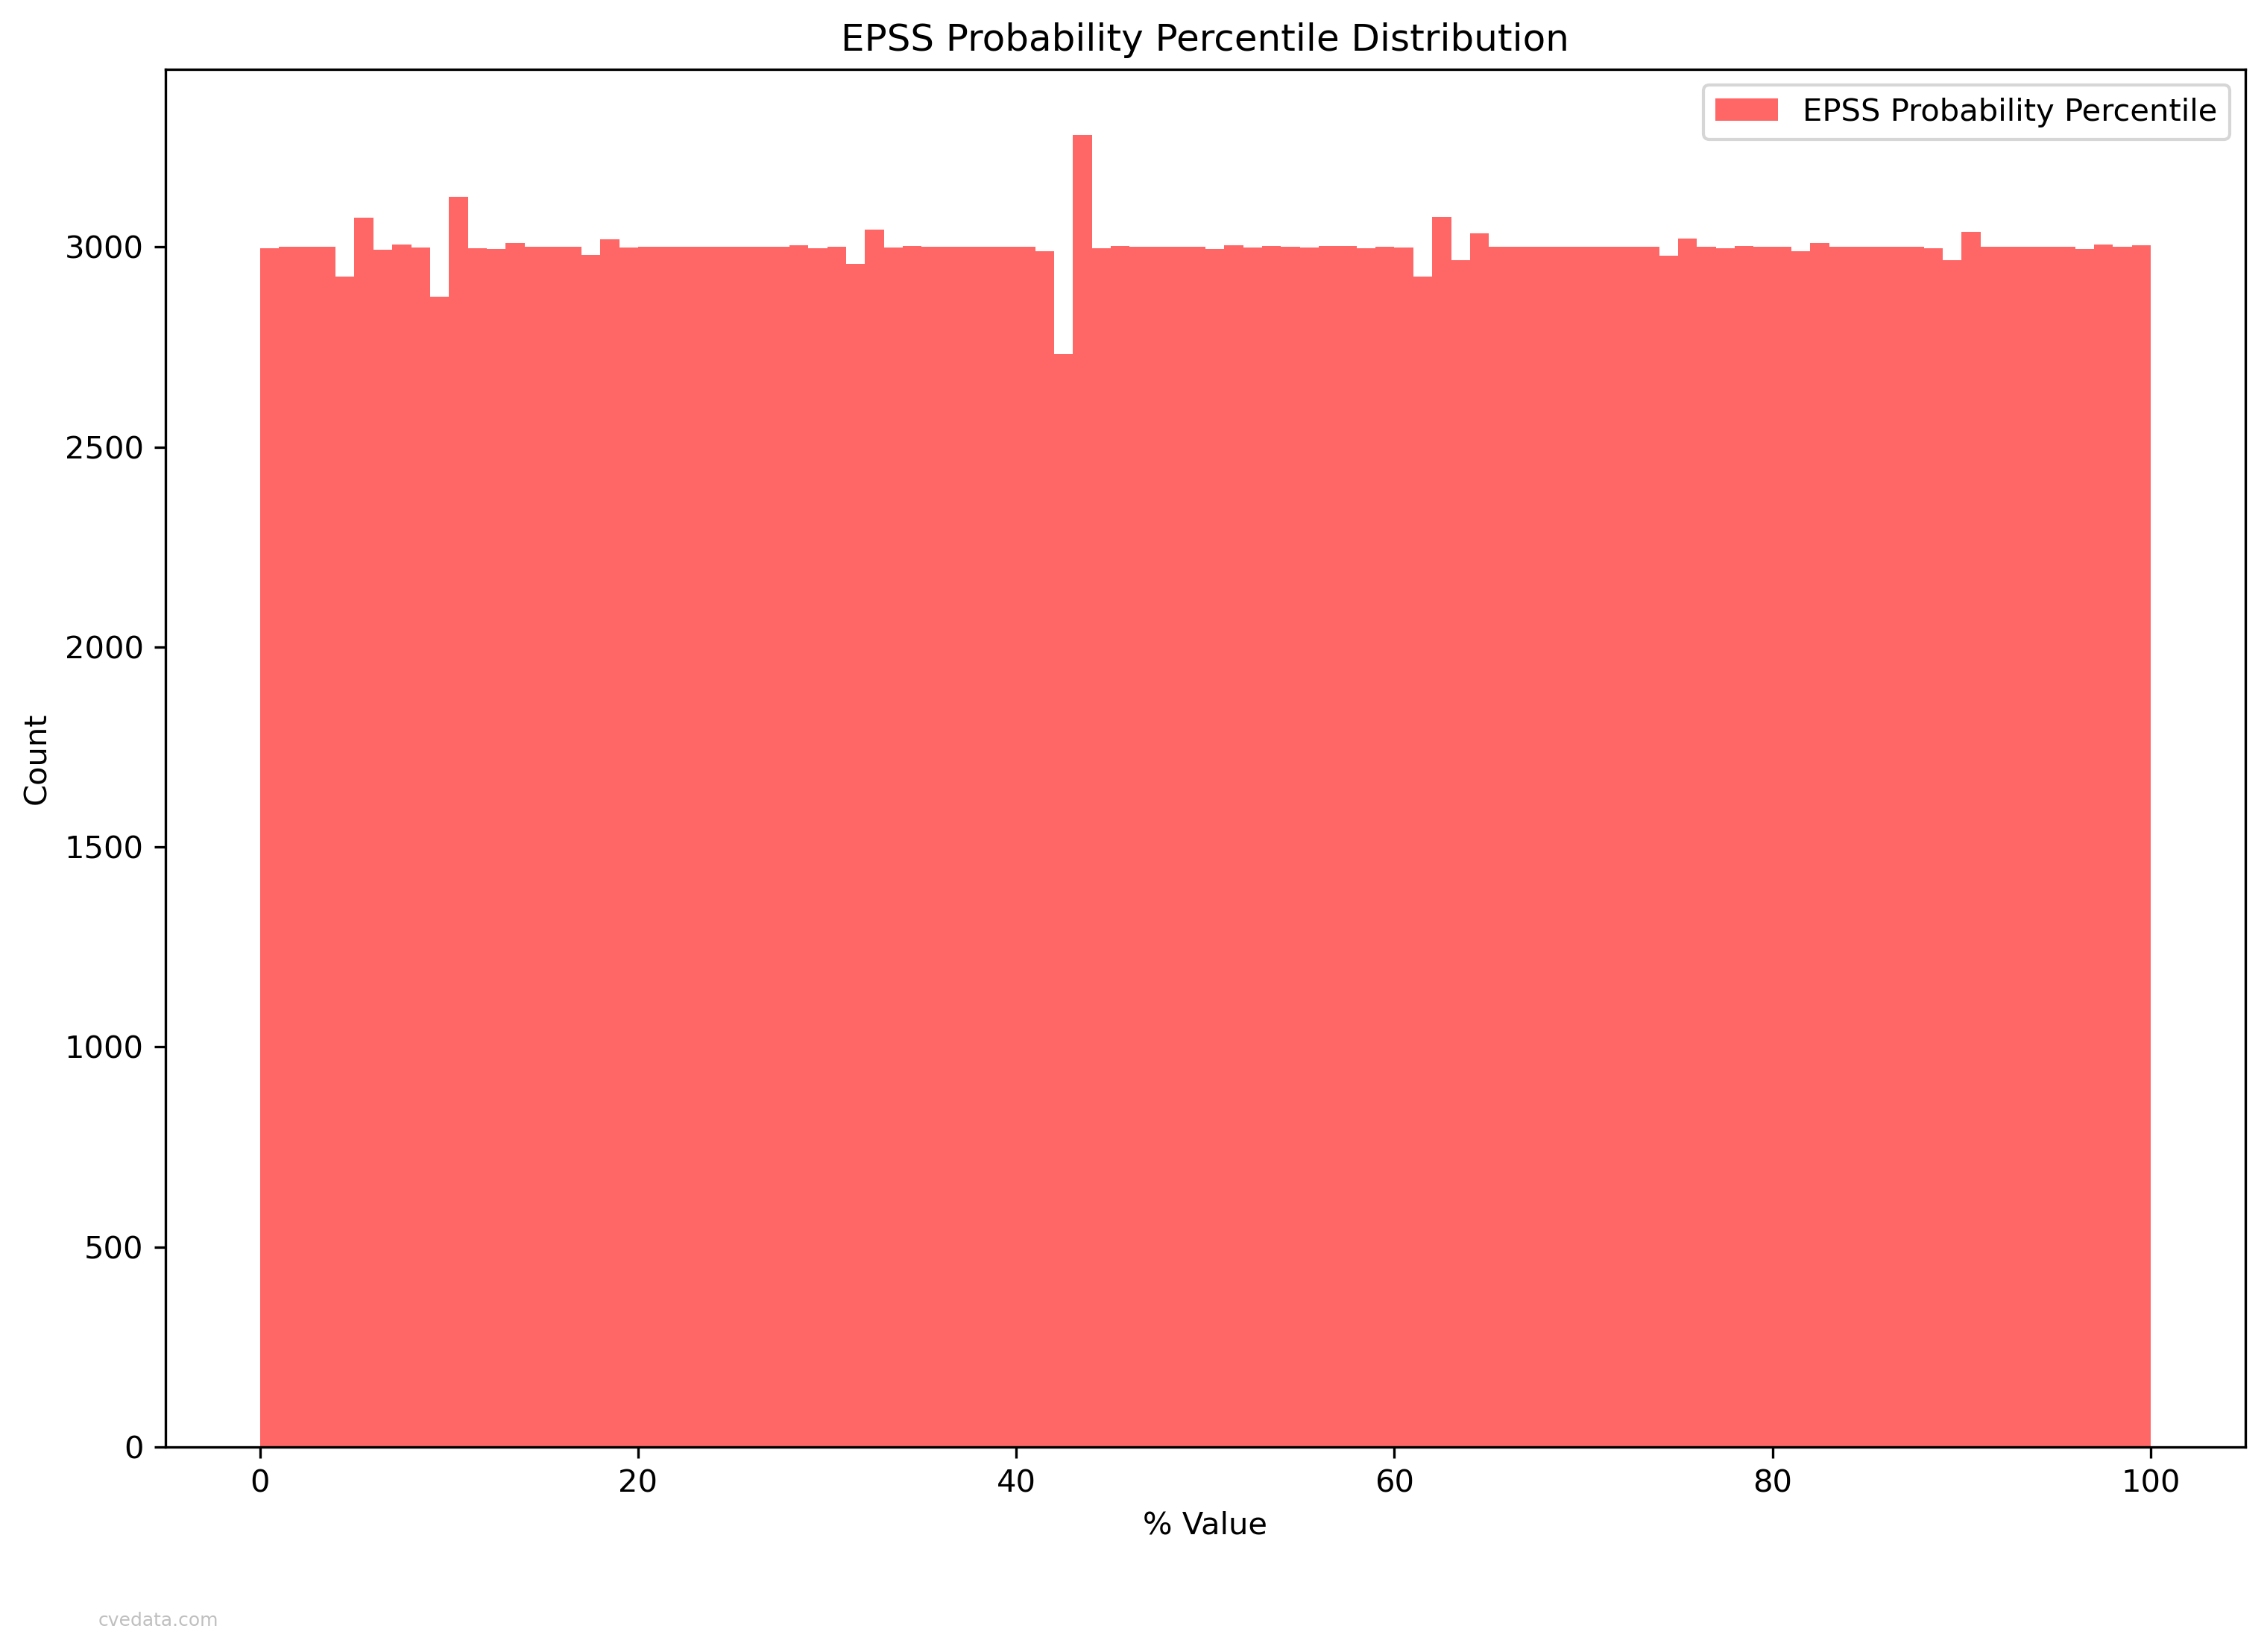 EPSS Probability Percentile Distribution
EPSS Probability Percentile
3000
2500
2000
1500
1000
500
0
Count
0 20 40 60 80 100
% Value
cvedata.com